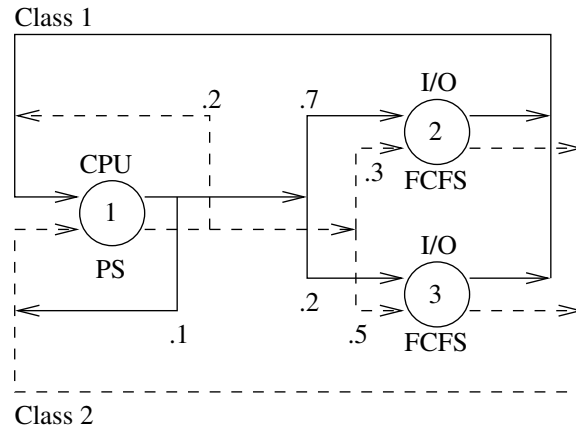 Class 1
I/O
.2
.7
2
CPU
.3
FCFS
1
I/O
PS
3
.2
.5
.1
FCFS
Class 2